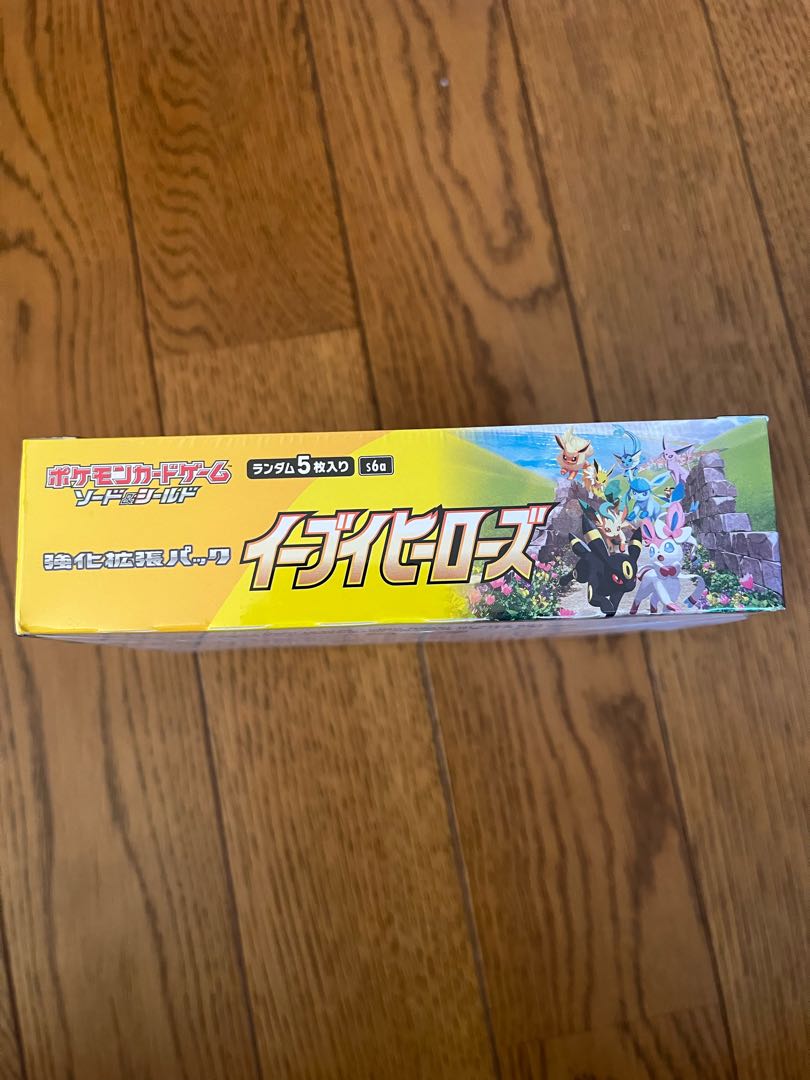 ポケモンカードゲーム
ソード&シールド
ランダム5枚入り
s6a
強化拡張パック
イーブイヒーローズ